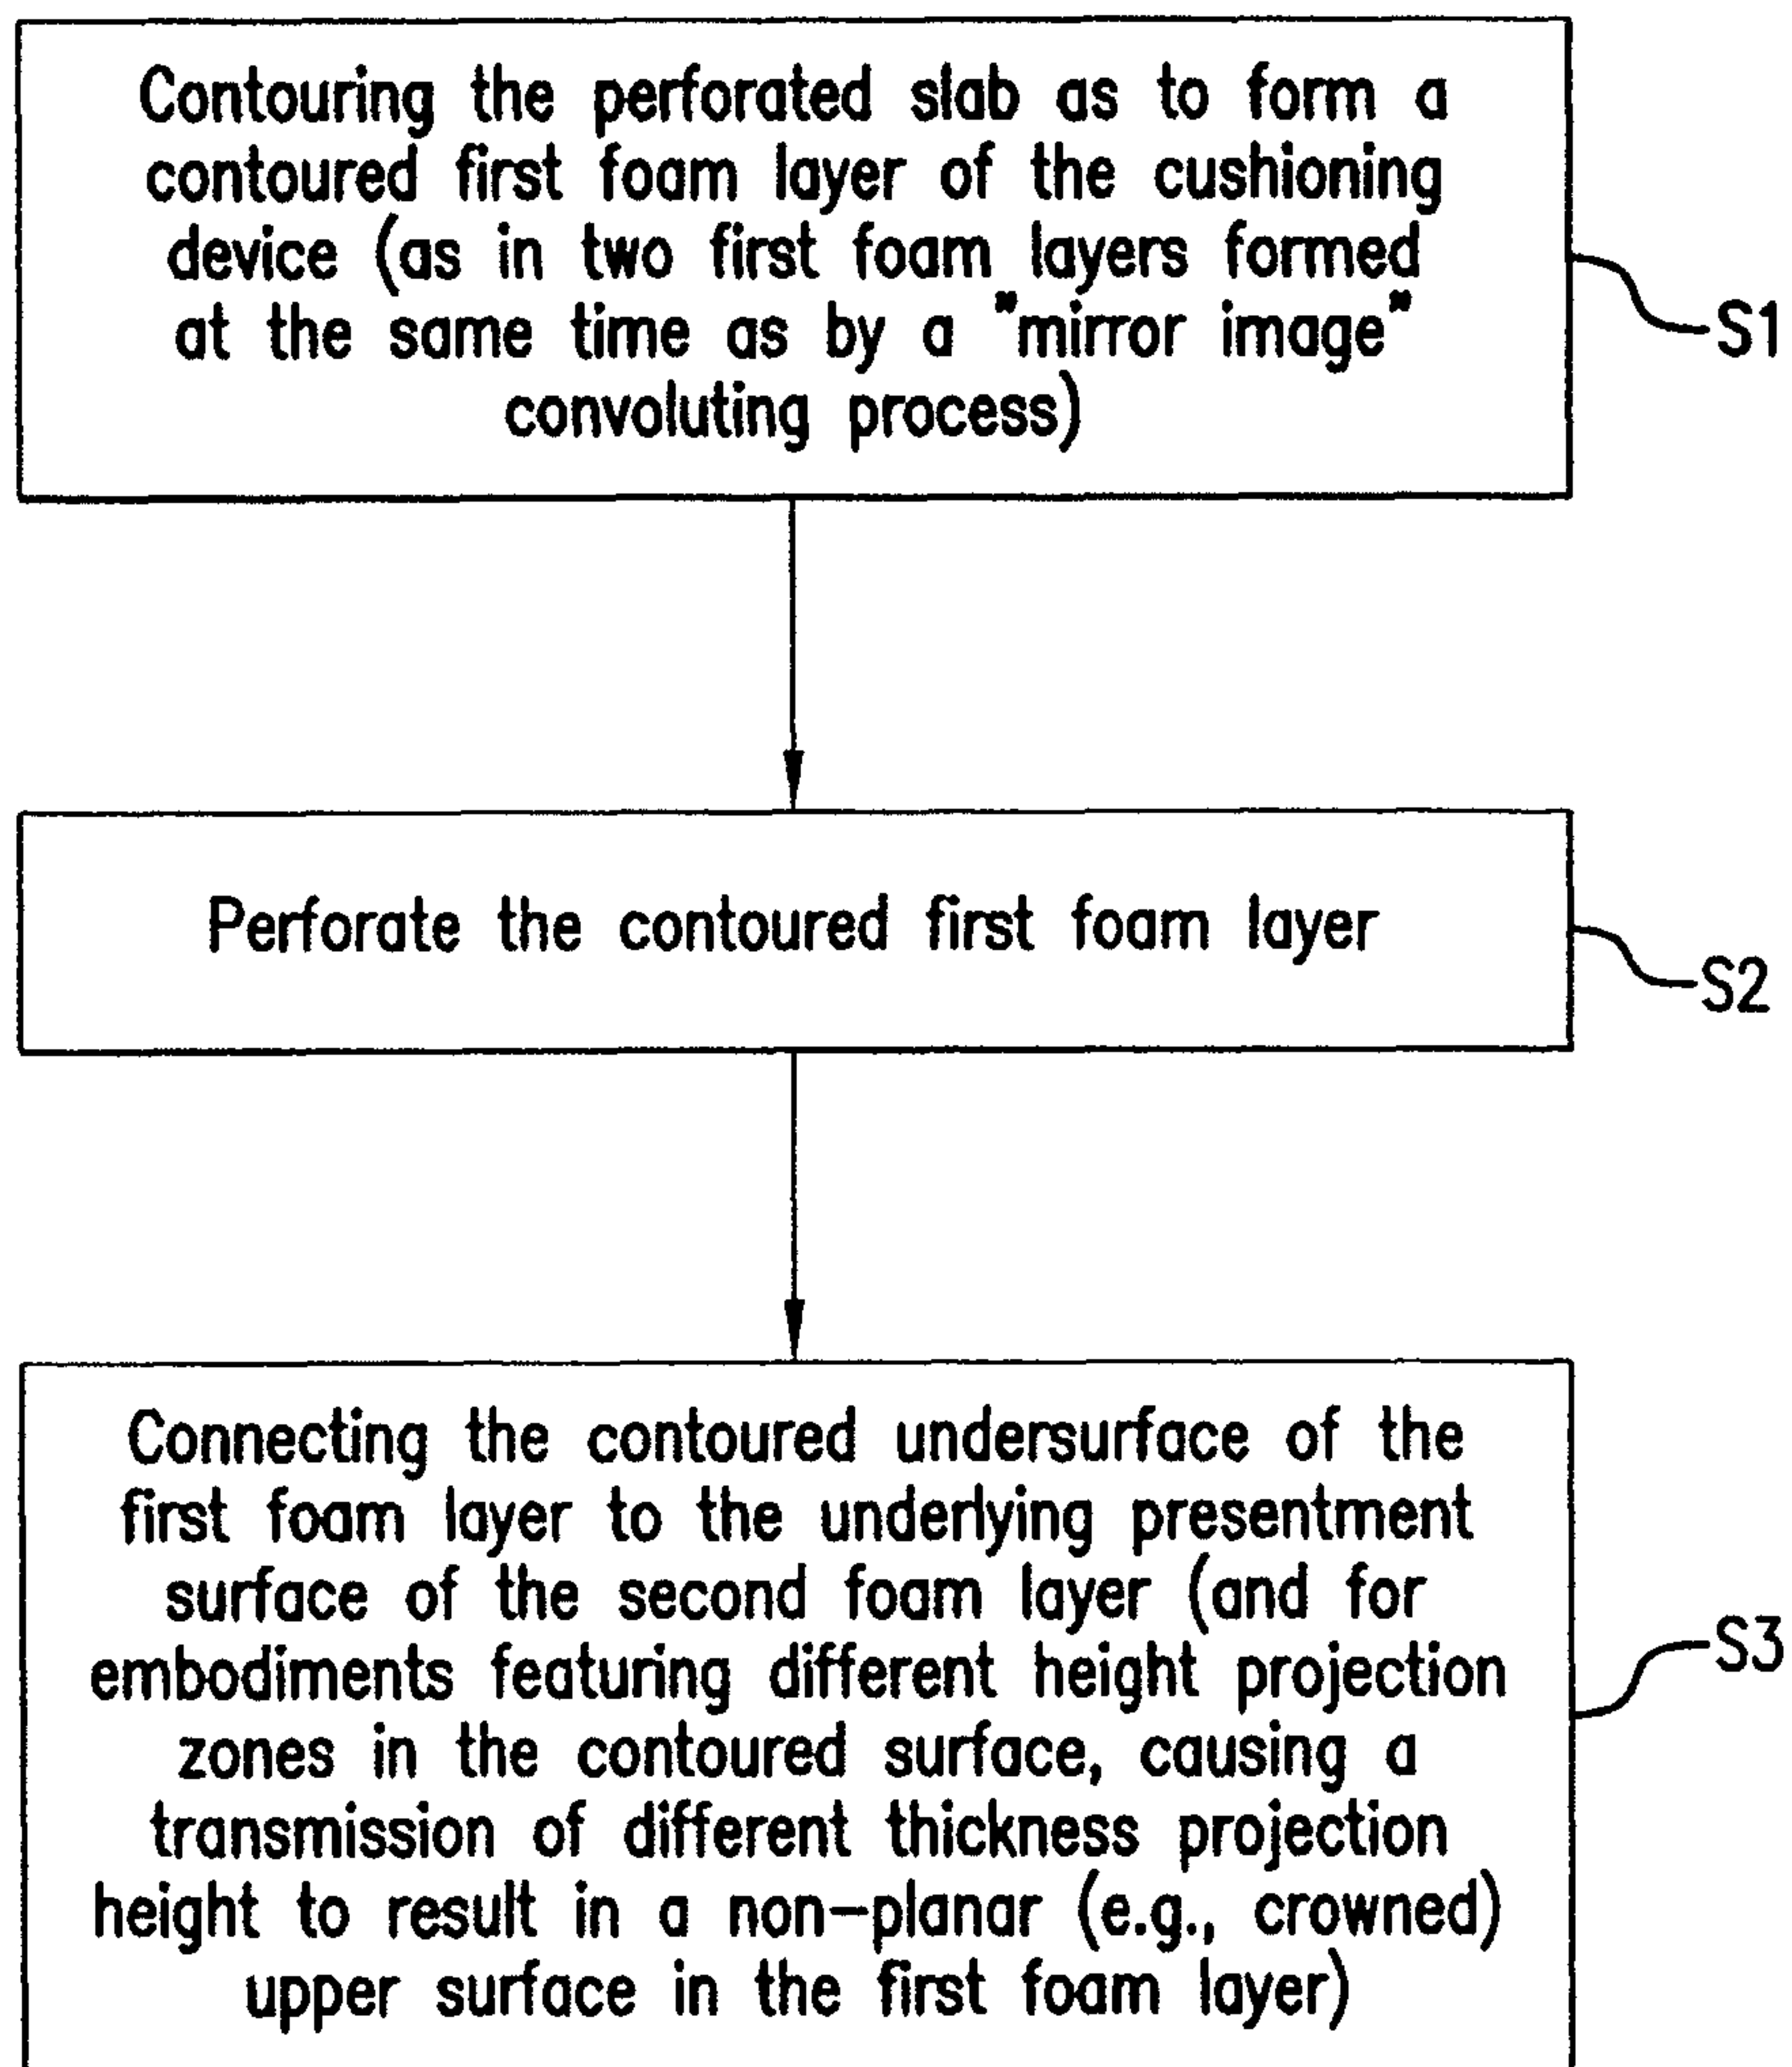 Contouring the perforated slab as to form a
contoured first foam layer of the cushioning
device (as in two first foam layers formed
at the same time as by a "mirror image"
convoluting process)
S1
Perforate the contoured first foam layer
S2
Connecting the contoured undersurface of the
first foam layer to the underlying presentment
surface of the second foam layer (and for
embodiments featuring different height projection
zones in the contoured surface, causing a
transmission of different thickness projection
height to result in a non-planar (e.g., crowned)
upper surface in the first foam layer)
S3